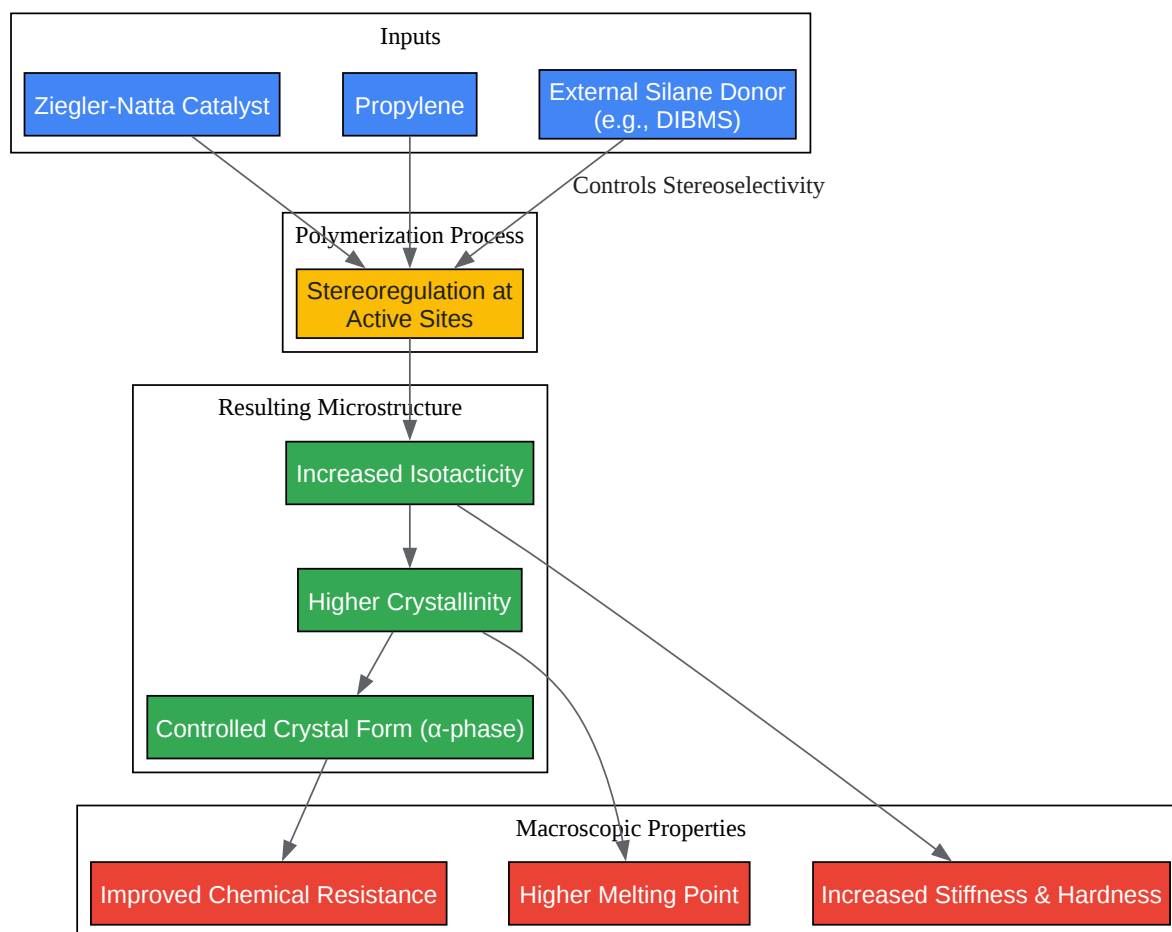 Inputs
Ziegler-Natta Catalyst
Propylene
External Silane Donor
(e.g., DIBMS)
Controls Stereoselectivity
Polymerization Process
Stereoregulation at
Active Sites
Resulting Microstructure
Increased Isotacticity
Higher Crystallinity
Controlled Crystal Form (α-phase)
Macroscopic Properties
Improved Chemical Resistance
Higher Melting Point
Increased Stiffness & Hardness